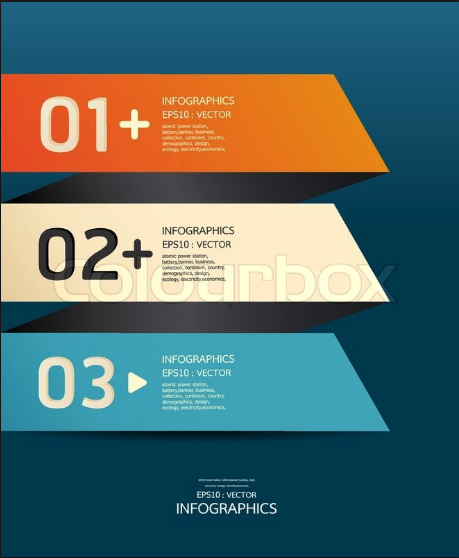 01+
INFOGRAPHICS
EPS10 : VECTOR
atomic power station,
battery,banner, business,
collection, continent, country,
demographics, design,
ecology, electricity,economics,
02+
INFOGRAPHICS
EPS10 : VECTOR
atomic power station,
battery,banner, business,
collection, continent, country,
demographics, design,
ecology, electricity,economics,
Colourbox
03
INFOGRAPHICS
EPS10 : VECTOR
atomic power station,
battery,banner, business,
collection, continent, country,
demographics, design,
ecology, electricity,economics,
EPS10 : VECTOR
INFOGRAPHICS